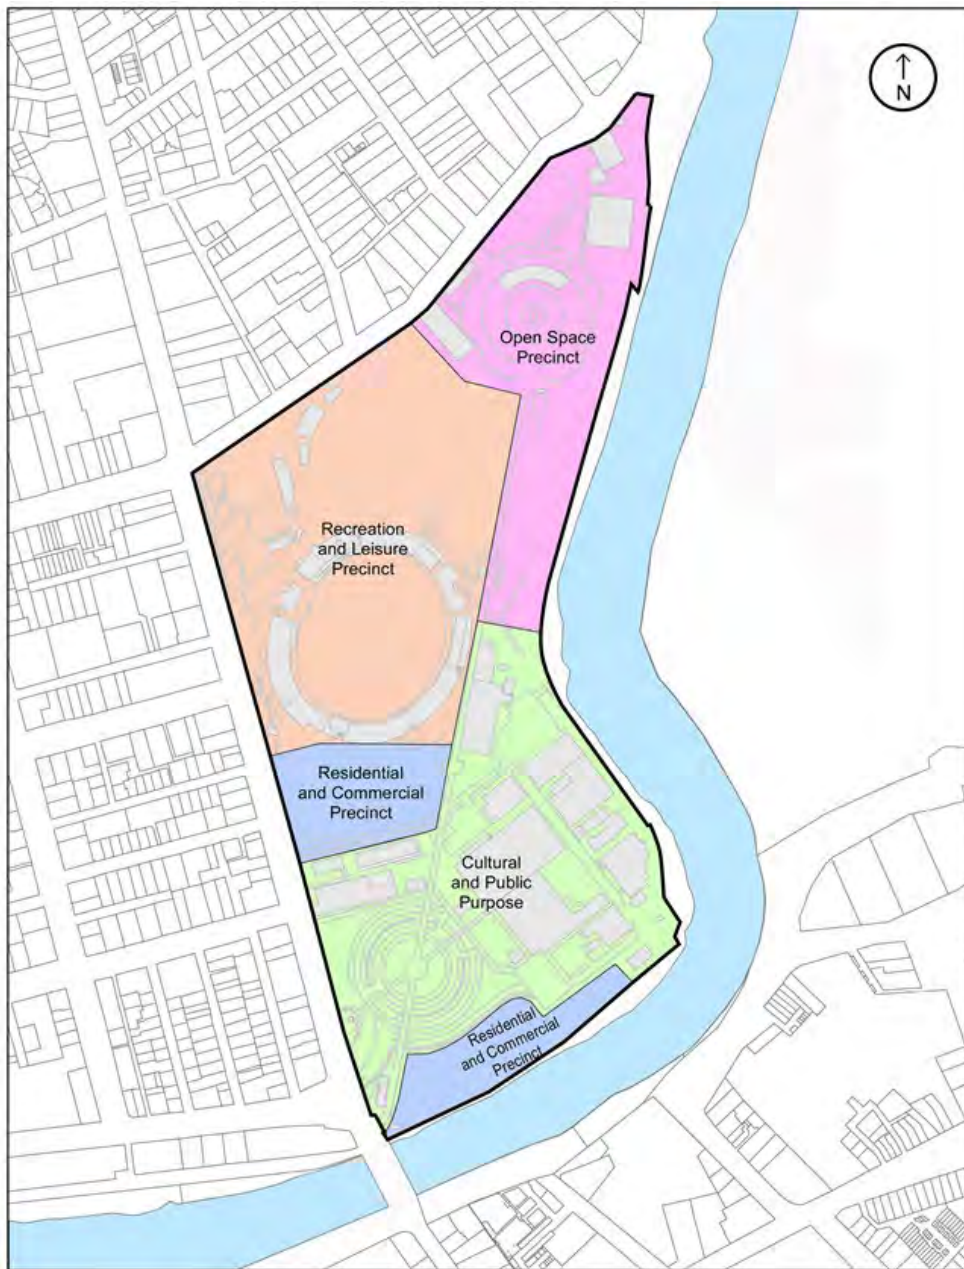 N
Open Space
Precinct
Recreation
and Leisure
Precinct
Residential
and Commercial
Precinct
Cultural
and Public
Purpose
Residential
and Commercial
Precinct